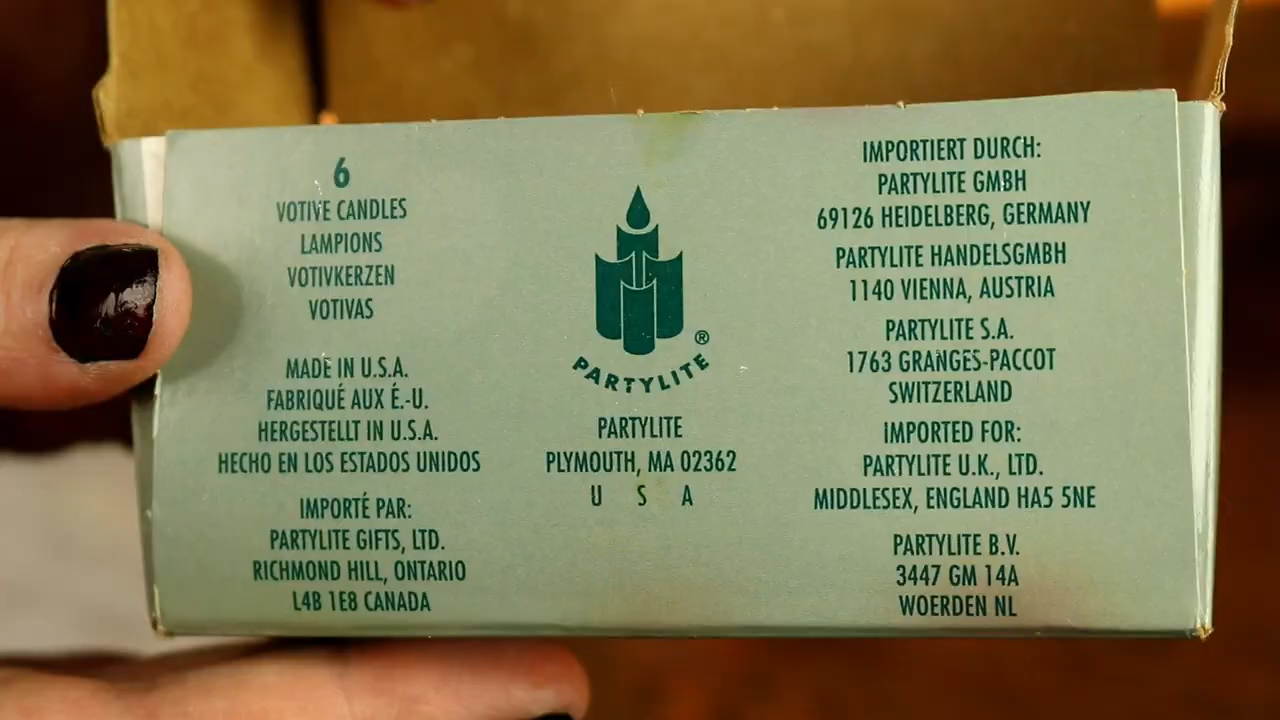 6
VOTIVE CANDLES
LAMPIONS
VOTIVKERZEN
VOTIVAS
MADE IN U.S.A.
FABRIQUÉ AUX É.-U.
HERGESTELLT IN U.S.A.
HECHO EN LOS ESTADOS UNIDOS
IMPORTÉ PAR:
PARTYLITE GIFTS, LTD.
RICHMOND HILL, ONTARIO
L4B 1E8 CANADA
®
PARTYLITE
PARTYLITE
PLYMOUTH, MA 02362
U S A
IMPORTIERT DURCH:
PARTYLITE GMBH
69126 HEIDELBERG, GERMANY
PARTYLITE HANDELSGMBH
1140 VIENNA, AUSTRIA
PARTYLITE S.A.
1763 GRANGES-PACCOT
SWITZERLAND
IMPORTED FOR:
PARTYLITE U.K., LTD.
MIDDLESEX, ENGLAND HA5 5NE
PARTYLITE B.V.
3447 GM 14A
WOERDEN NL